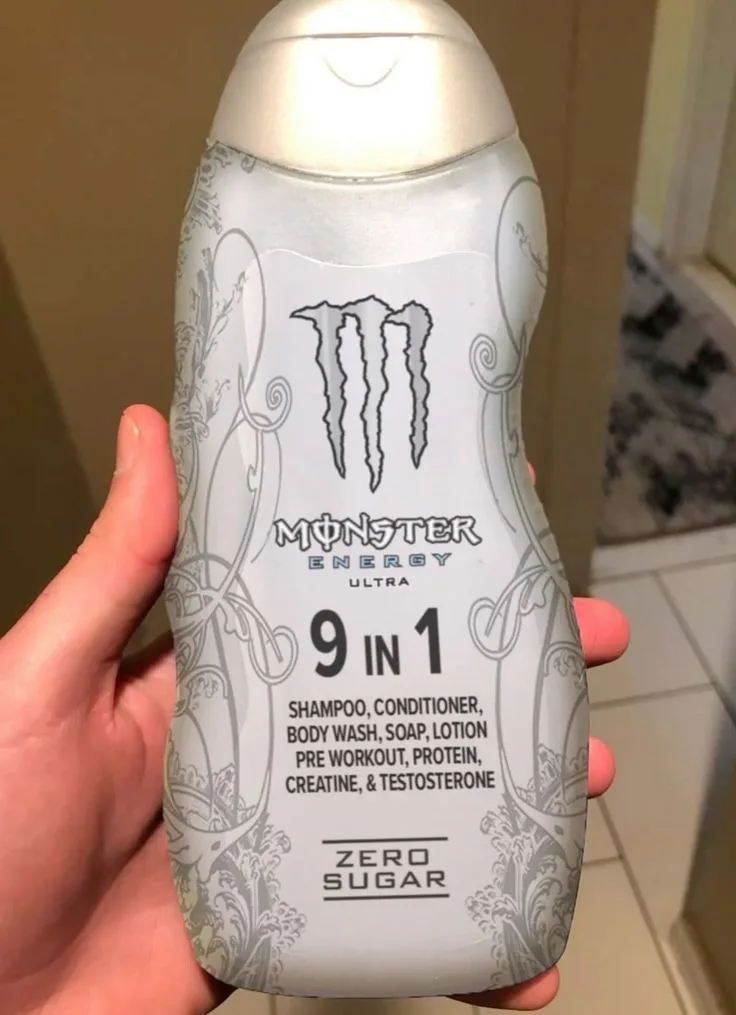 MONSTER
ENERGY
ULTRA
9 IN 1
SHAMPOO, CONDITIONER,
BODY WASH, SOAP, LOTION
PRE WORKOUT, PROTEIN,
CREATINE, & TESTOSTERONE
ZERO
SUGAR